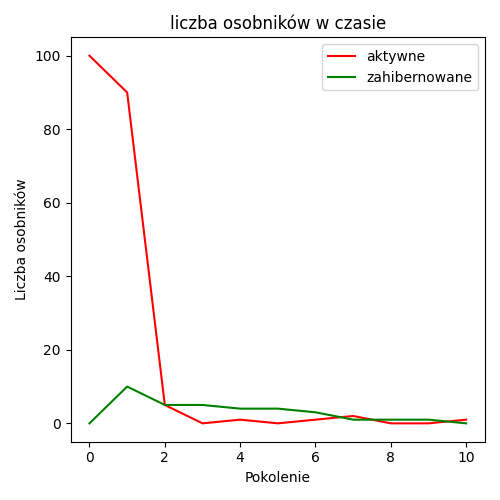 liczba osobników w czasie
aktywne
zahibernowane
100
80
60
40
20
0
Liczba osobników
0 2 4 6 8 10
Pokolenie